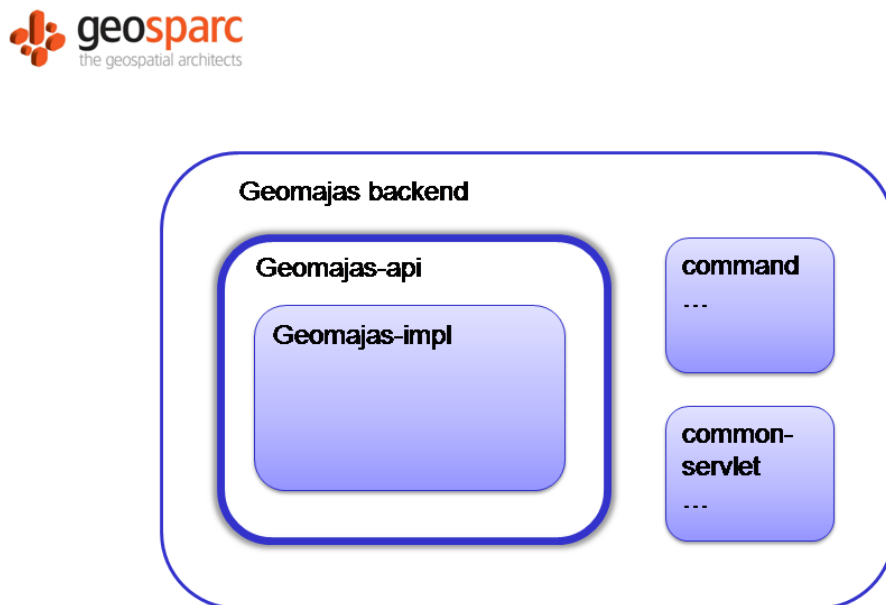 geosparc
the geospatial architects
Geomajas backend
Geomajas-api
Geomajas-impl
command
...
common-
servlet
...